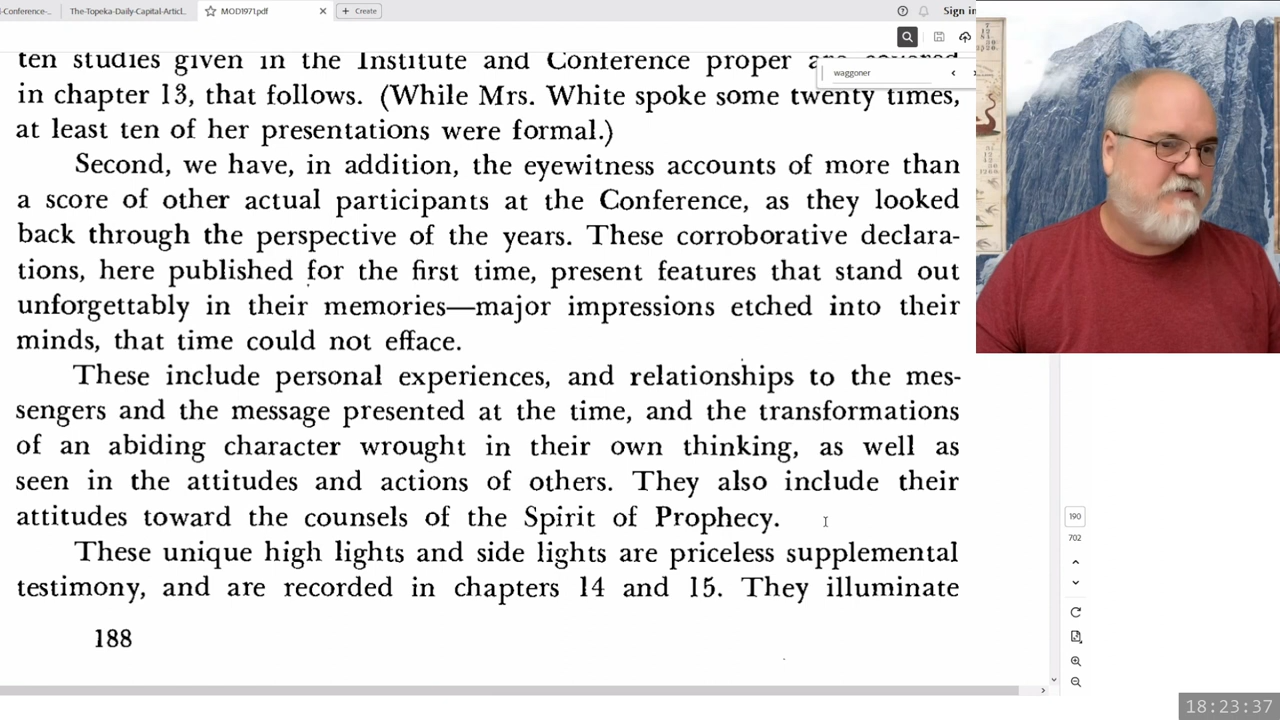 l-Conference-...
The-Topeka-Daily-Capital-Articl...
MOD1971.pdf
Create
Sign in
waggoner
ten studies given in the Institute and Conference proper are covered
in chapter 13, that follows. (While Mrs. White spoke some twenty times,
at least ten of her presentations were formal.)
Second, we have, in addition, the eyewitness accounts of more than
a score of other actual participants at the Conference, as they looked
back through the perspective of the years. These corroborative declara-
tions, here published for the first time, present features that stand out
unforgettably in their memories—major impressions etched into their
minds, that time could not efface.
These include personal experiences, and relationships to the mes-
sengers and the message presented at the time, and the transformations
of an abiding character wrought in their own thinking, as well as
seen in the attitudes and actions of others. They also include their
attitudes toward the counsels of the Spirit of Prophecy.
These unique high lights and side lights are priceless supplemental
testimony, and are recorded in chapters 14 and 15. They illuminate
188
190
702
18:23:37